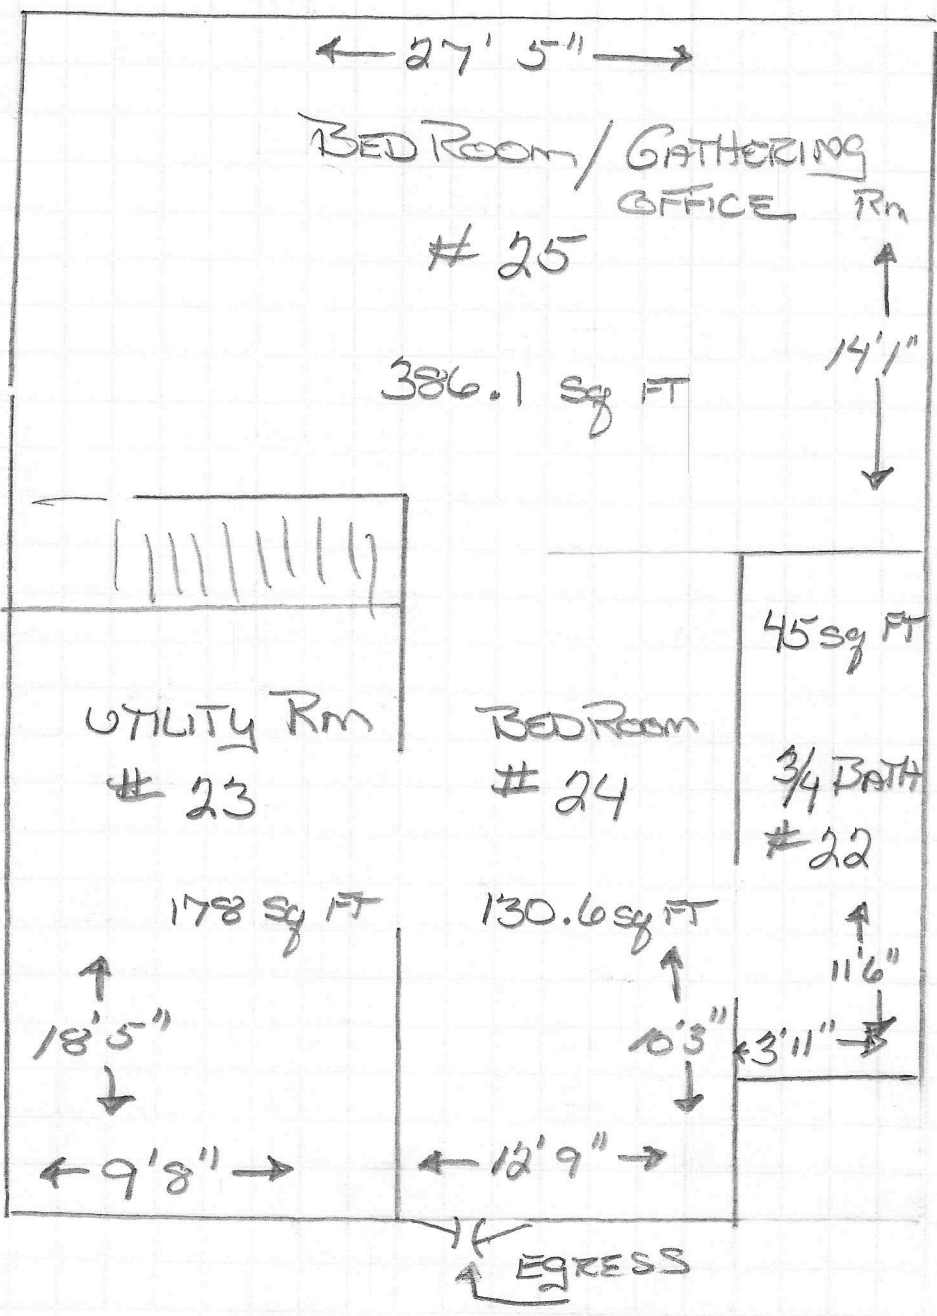 27' 5"
BEDROOM / GATHERING
OFFICE RM
# 25
14'1"
386.1 Sq FT
45 sq FT
UTILITY RM
# 23
BEDROOM
# 24
3/4 BATH
# 22
178 Sq FT
130.6 sq FT
11'6"
18'5"
10'3"
3'11"
9'8"
12'9"
EGRESS